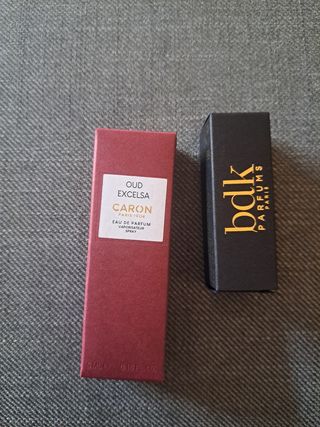 OUD
EXCELSA
CARON
PARIS 1904
EAU DE PARFUM
VAPORISATEUR
SPRAY
bdk
PARFUMS
PARIS